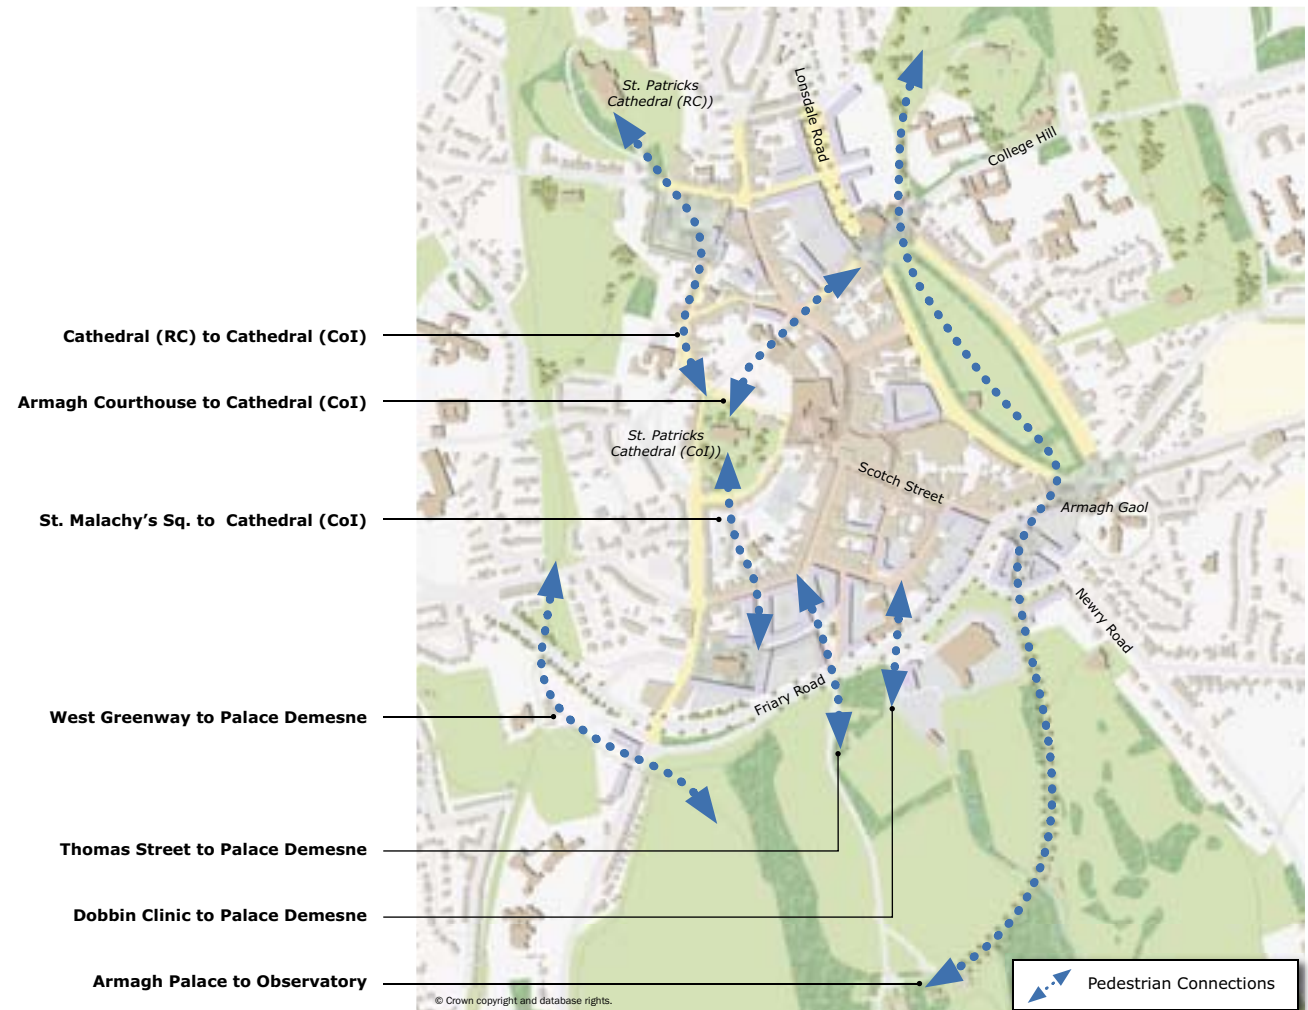 St. Patricks
Cathedral (RC))
Lonsdale Road
College Hill
Cathedral (RC) to Cathedral (CoI)
Armagh Courthouse to Cathedral (CoI)
St. Patricks
Cathedral (CoI))
Scotch Street
Armagh Gaol
St. Malachy’s Sq. to  Cathedral (CoI)
Newry Road
Friary Road
West Greenway to Palace Demesne
Thomas Street to Palace Demesne
Dobbin Clinic to Palace Demesne
Armagh Palace to Observatory
Pedestrian Connections
© Crown copyright and database rights.